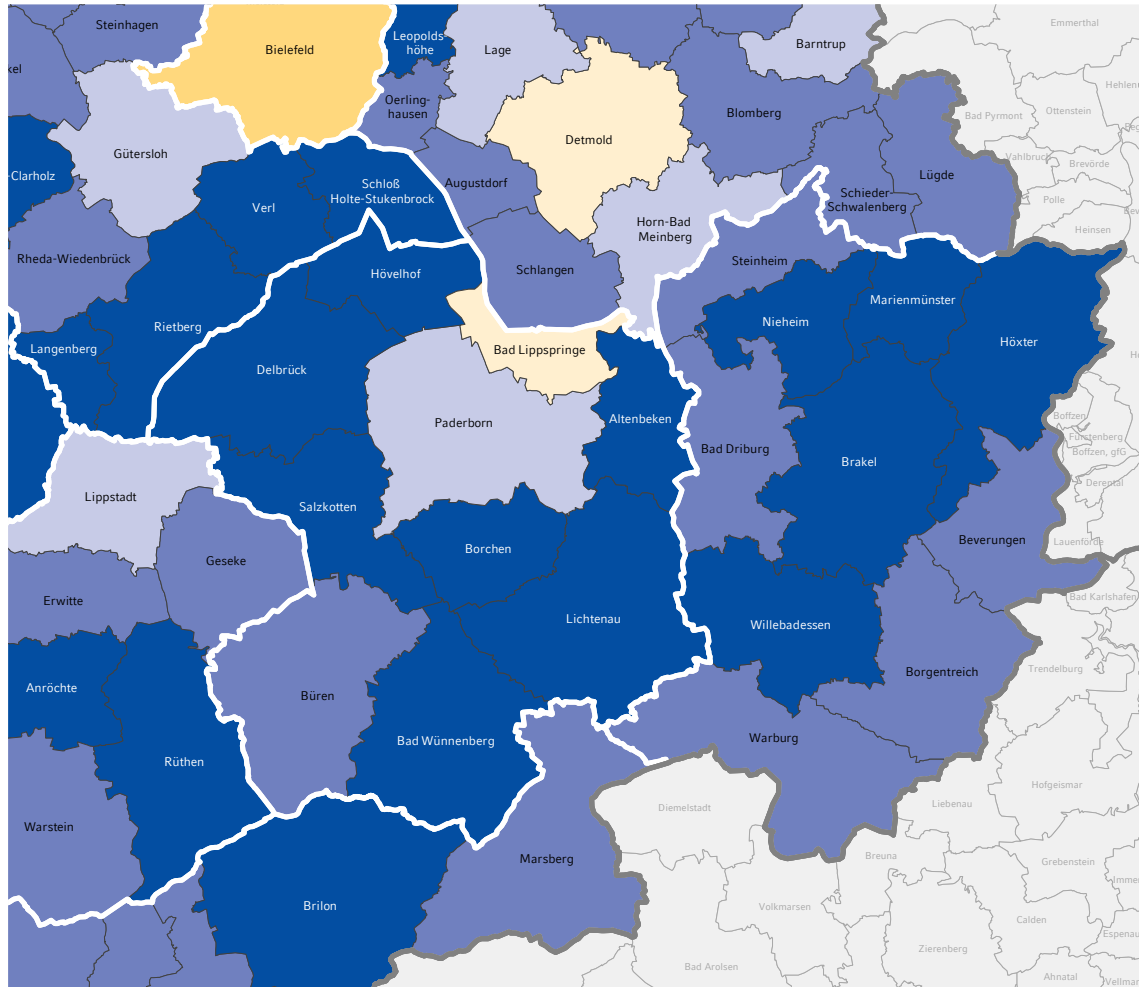 Steinhagen
Bielefeld
Leopolds
höhe
Lage
Barntrup
Emmerthal
kel
Oerling-
hausen
Hehlen
Ottenstein
Bad Pyrmont
Blomberg
Detmold
Gütersloh
Vahlbruch
Brevörde
-Clarholz
Augustdorf
Schloß
Holte-Stukenbrock
Lügde
Schieder-
Schwalenberg
Polle
Verl
Horn-Bad
Meinberg
Heinsen
Rheda-Wiedenbrück
Steinheim
Schlangen
Hövelhof
Marienmünster
Nieheim
Rietberg
Höxter
Langenberg
Bad Lippspringe
Delbrück
Altenbeken
Paderborn
Boffzen
Fürstenberg
Bad Driburg
Boffzen, gfG
Brakel
Derental
Lippstadt
Salzkotten
Borchen
Beverungen
Lauenförde
Geseke
Erwitte
Bad Karlshafen
Lichtenau
Willebadessen
Trendelburg
Borgentreich
Anröchte
Büren
Bad Wünnenberg
Warburg
Rüthen
Hofgeismar
Diemelstadt
Liebenau
Warstein
Marsberg
Breuna
Grebenstein
Imme
Brilon
Volkmarsen
Calden
Espenau
Zierenberg
Bad Arolsen
Ahnatal
Vellmar